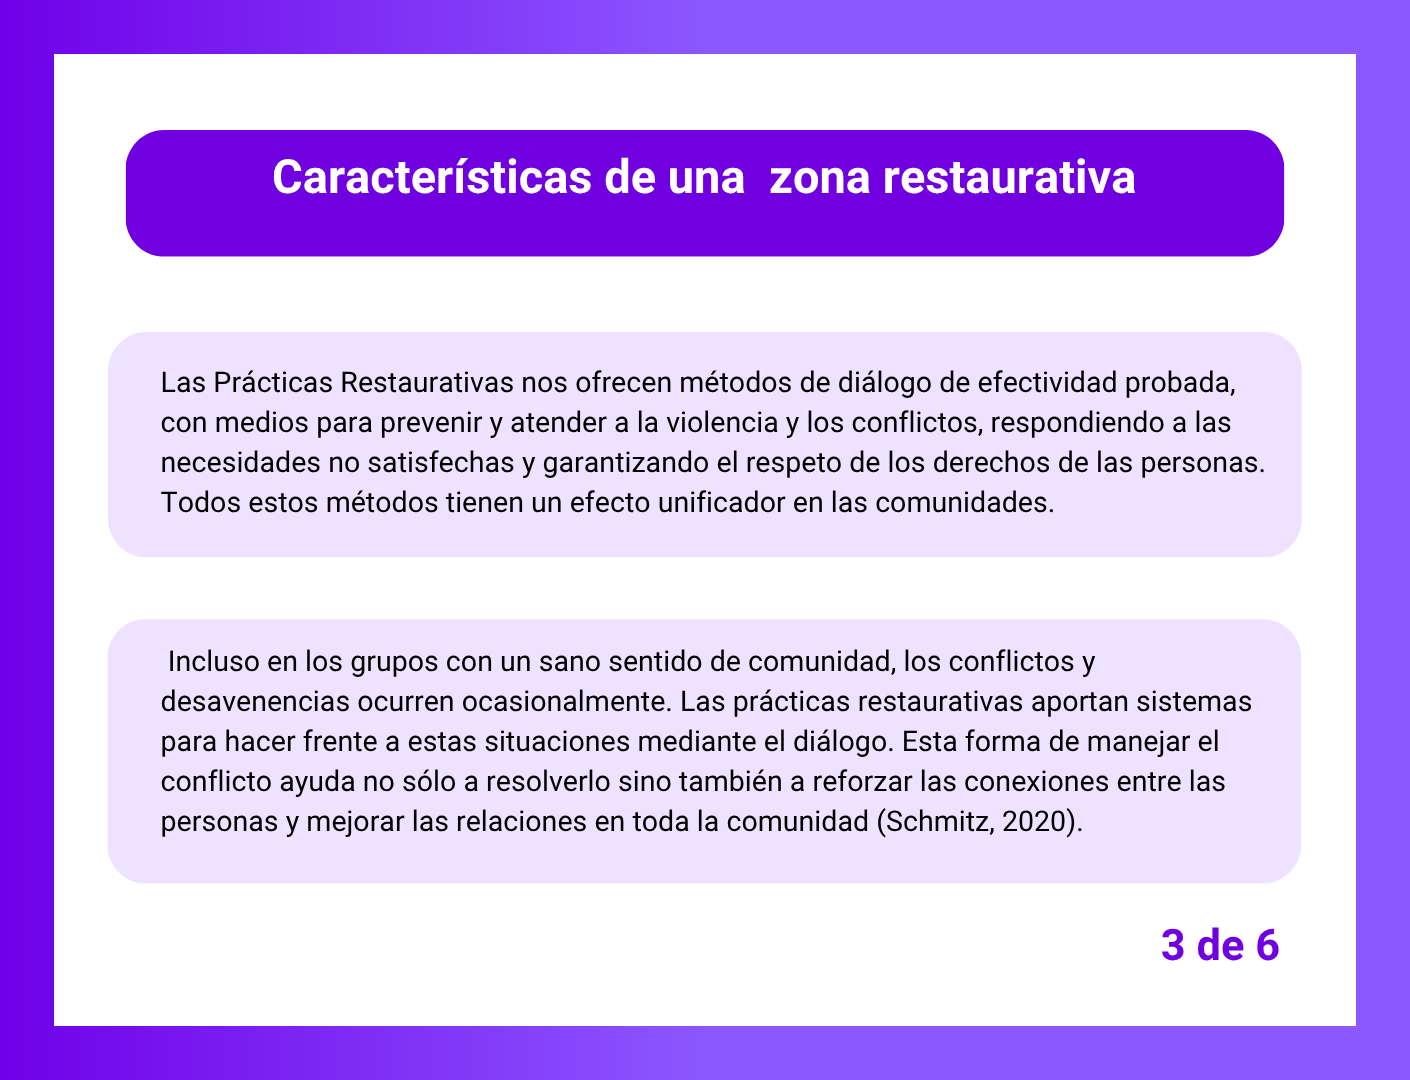 Características de una  zona restaurativa
Las Prácticas Restaurativas nos ofrecen métodos de diálogo de efectividad probada,
con medios para prevenir y atender a la violencia y los conflictos, respondiendo a las
necesidades no satisfechas y garantizando el respeto de los derechos de las personas.
Todos estos métodos tienen un efecto unificador en las comunidades.
Incluso en los grupos con un sano sentido de comunidad, los conflictos y
desavenencias ocurren ocasionalmente. Las prácticas restaurativas aportan sistemas
para hacer frente a estas situaciones mediante el diálogo. Esta forma de manejar el
conflicto ayuda no sólo a resolverlo sino también a reforzar las conexiones entre las
personas y mejorar las relaciones en toda la comunidad (Schmitz, 2020).
3 de 6